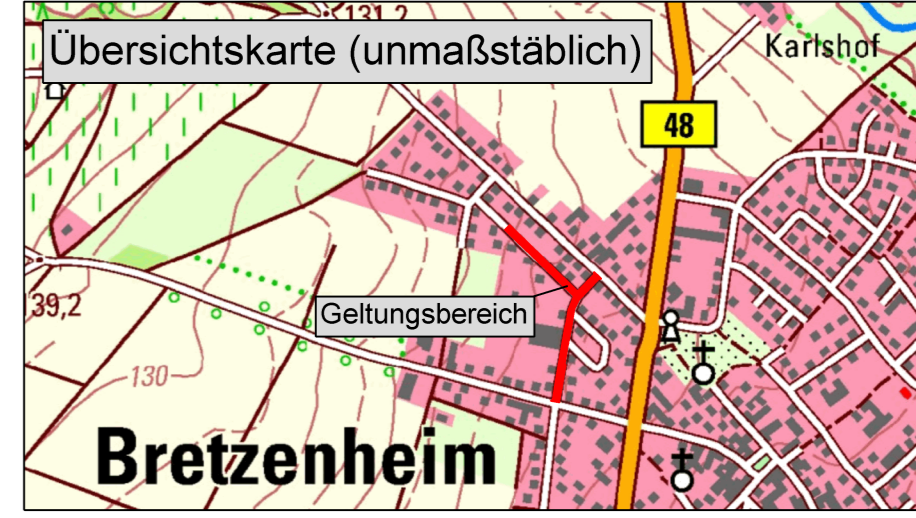 131,2
Übersichtskarte (unmaßstäblich)
Karlshof
48
39,2
Geltungsbereich
130
Bretzenheim